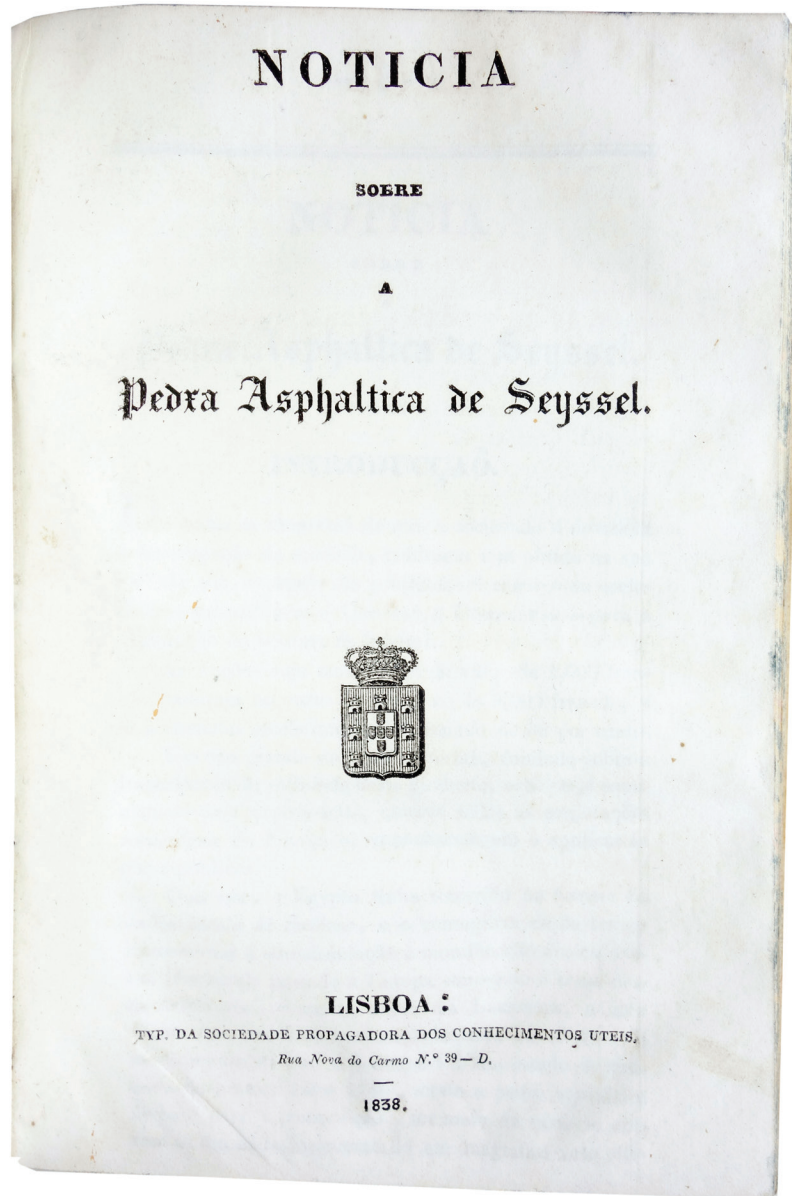 NOTICIA
SOBRE
A
Pedra Asphaltica de Seyssel.
LISBOA:
TYP. DA SOCIEDADE PROPAGADORA DOS CONHECIMENTOS UTEIS.
Rua Nova do Carmo N.º 39 — D.
1838.